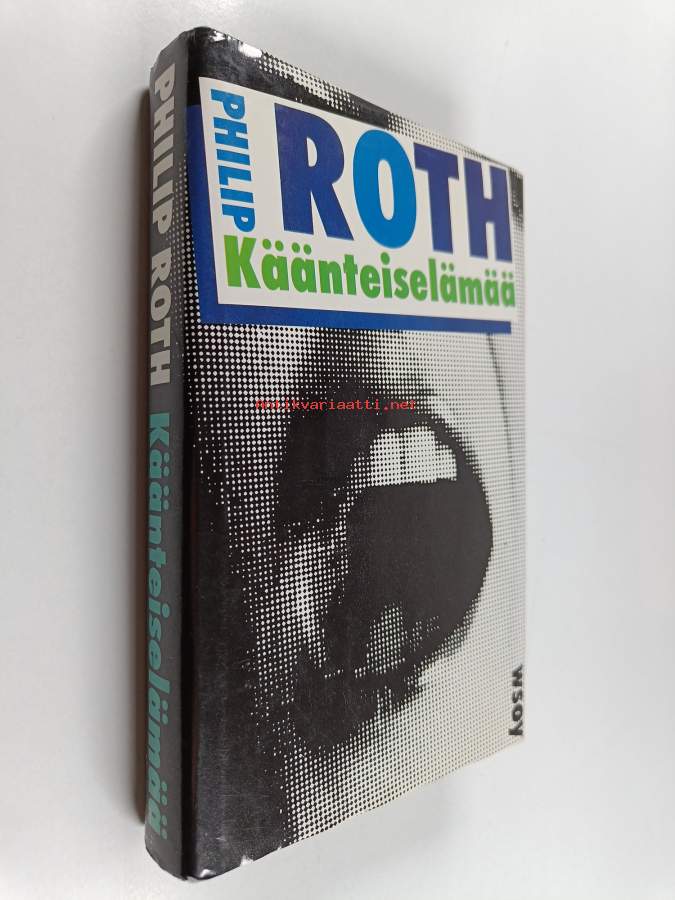 PHILIP ROTH Käänteiselämää
PHILIP
ROTH
Käänteiselämää
Antikvariaatti.net
WSOY